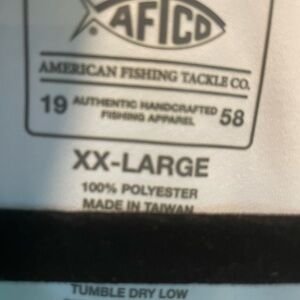 AFTCO
AMERICAN FISHING TACKLE CO.
19 AUTHENTIC HANDCRAFTED 58
FISHING APPAREL
XX-LARGE
100% POLYESTER
MADE IN TAIWAN
TUMBLE DRY LOW